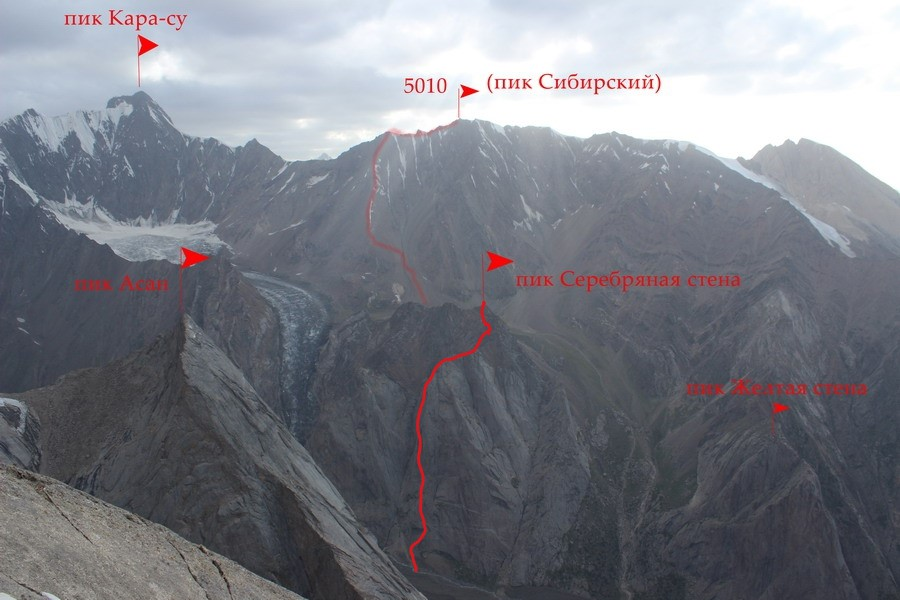 пик Кара-су
5010 (пик Сибирский)
пик Асан
пик Серебряная стена
пик Желтая стена